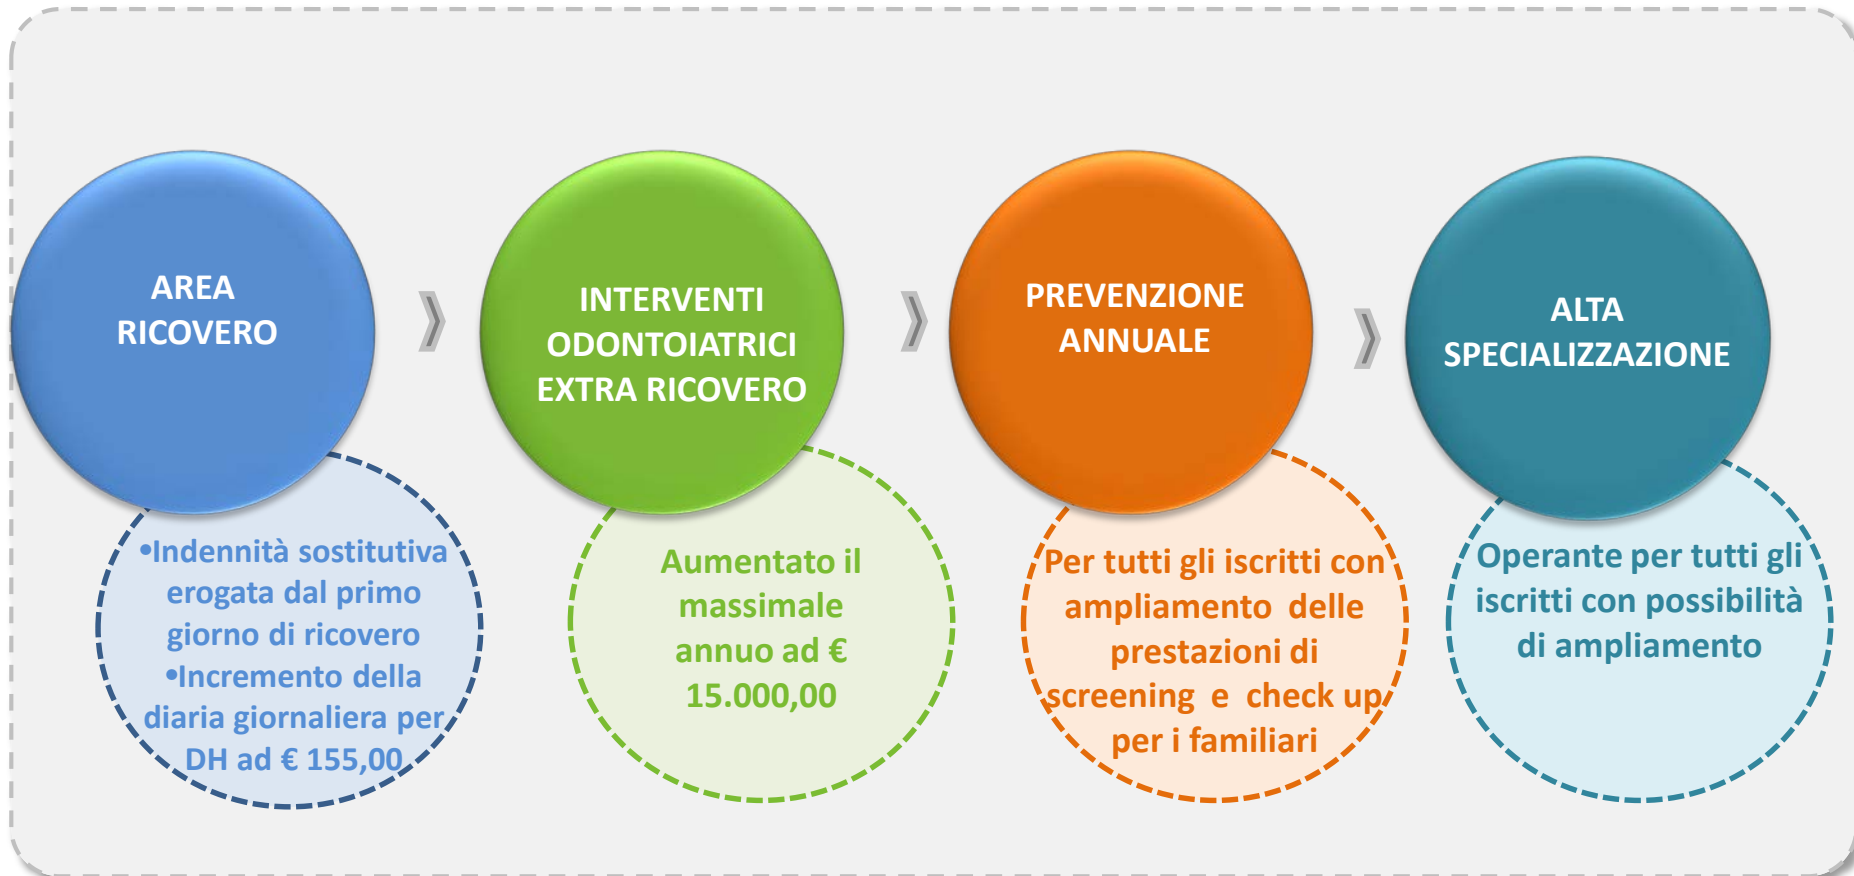 AREA
RICOVERO
•Indennità sostitutiva
erogata dal primo
giorno di ricovero
•Incremento della
diaria giornaliera per
DH ad € 155,00
INTERVENTI
ODONTOIATRICI
EXTRA RICOVERO
Aumentato il
massimale
annuo ad €
15.000,00
PREVENZIONE
ANNUALE
Per tutti gli iscritti con
ampliamento delle
prestazioni di
screening e check up
per i familiari
ALTA
SPECIALIZZAZIONE
Operante per tutti gli
iscritti con possibilità
di ampliamento